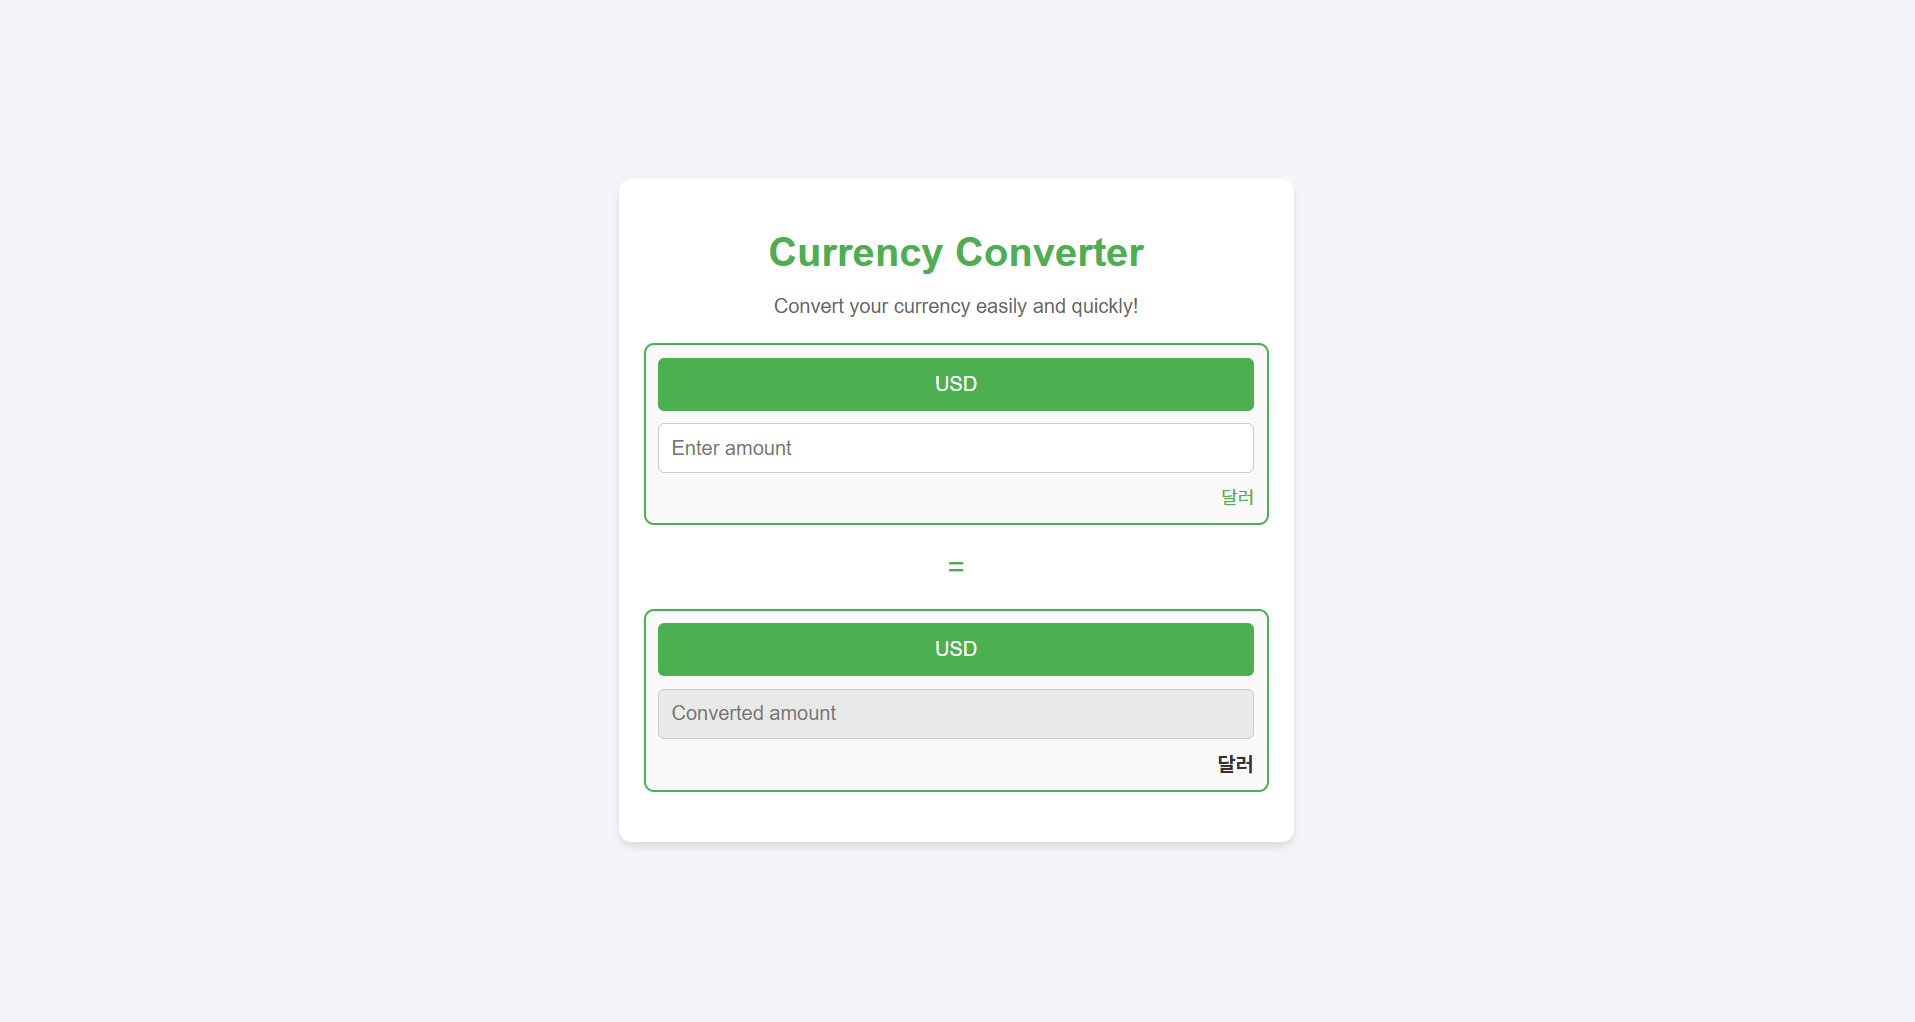 Currency Converter
Convert your currency easily and quickly!
USD
Enter amount
달러
=
USD
Converted amount
달러